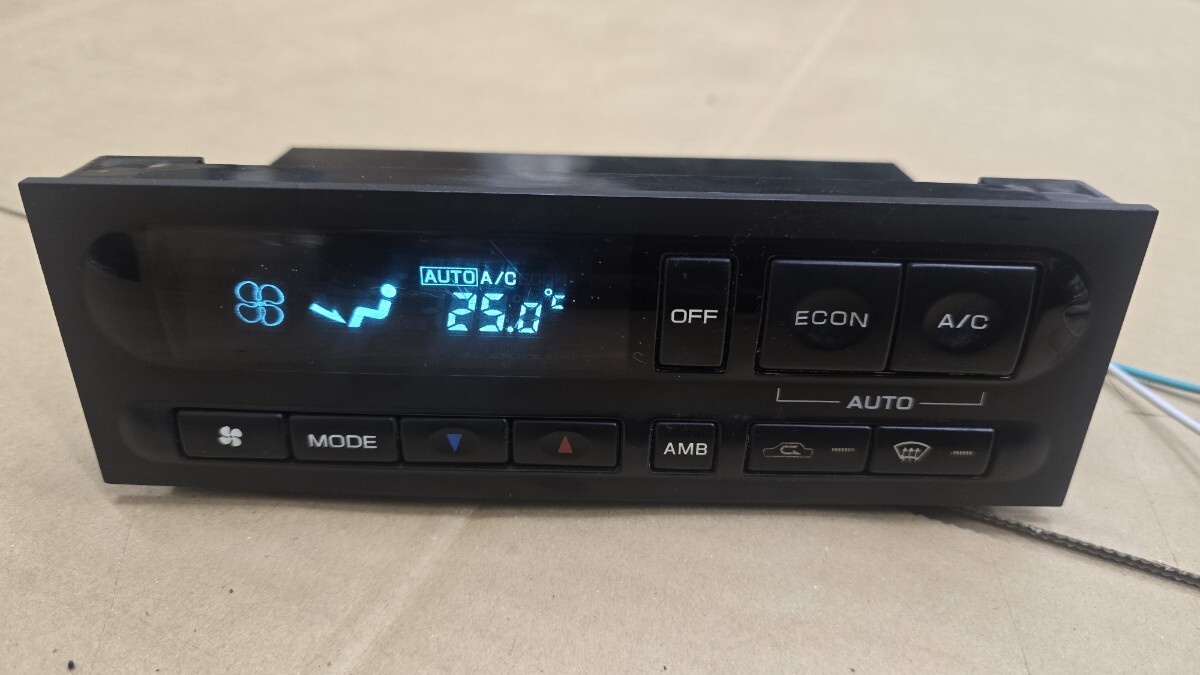 AUTO A/C
25.0°C
OFF
ECON
A/C
AUTO
MODE
AMB